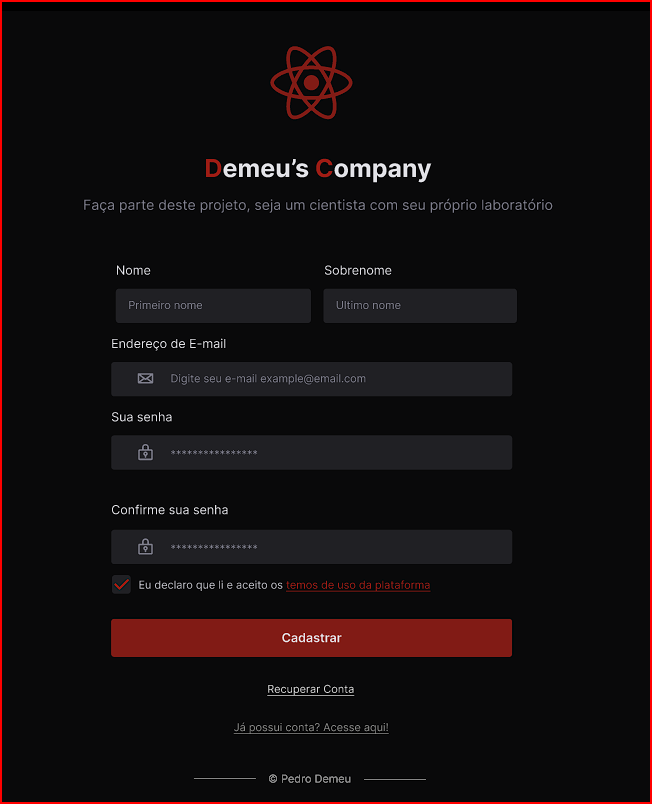 Demeu’s Company
Faça parte deste projeto, seja um cientista com seu próprio laboratório
Nome
Sobrenome
Primeiro nome
Ultimo nome
Endereço de E-mail
Digite seu e-mail example@email.com
Sua senha
****************
Confirme sua senha
****************
Eu declaro que li e aceito os temos de uso da plataforma
Cadastrar
Recuperar Conta
Já possui conta? Acesse aqui!
© Pedro Demeu